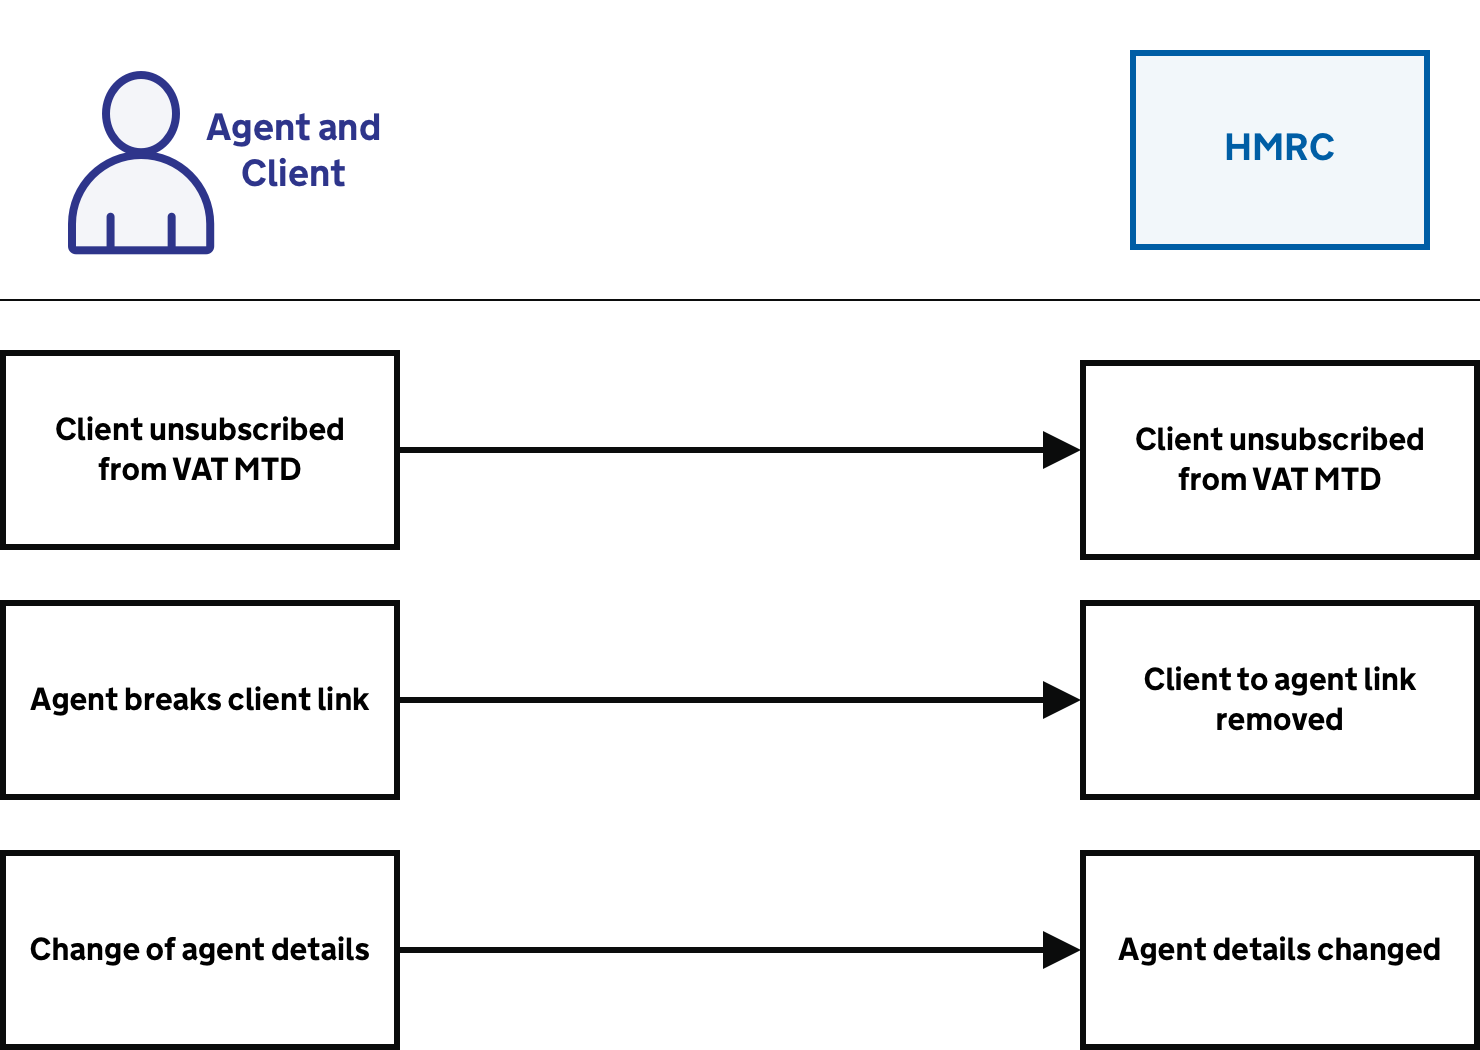 Agent and
Client
HMRC
Client unsubscribed
from VAT MTD
Client unsubscribed
from VAT MTD
Agent breaks client link
Client to agent link
removed
Change of agent details
Agent details changed